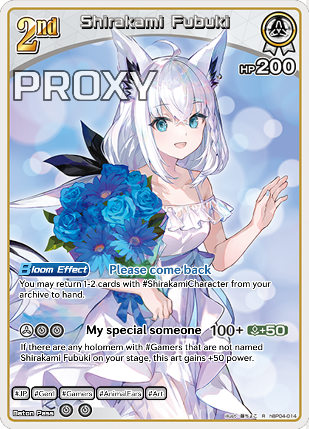 2nd
Shirakami Fubuki
HP200
PROXY
Bloom Effect Please come back
You may return 1-2 cards with #ShirakamiCharacter from your
archive to hand.
My special someone 100+ +50
If there are any holomem with #Gamers that are not named
Shirakami Fubuki on your stage, this art gains +50 power.
#JP #Gen1 #Gamers #AnimalEars #Art
Baton Pass
R hBP04-014